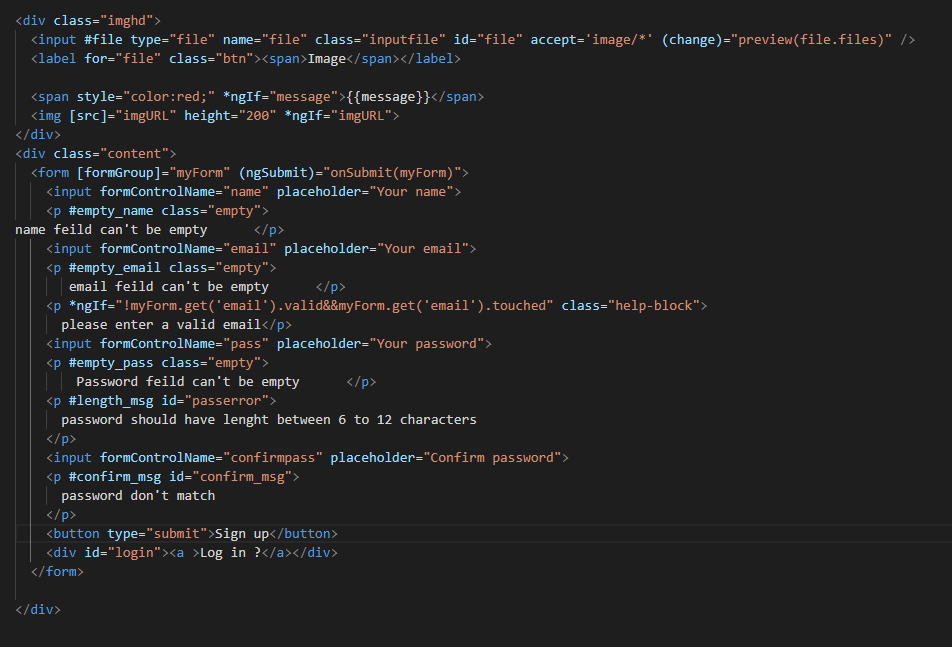 <div class="imghd">
<input #file type="file" name="file" class="inputfile" id="file" accept='image/*' (change)="preview(file.files)" />
<label for="file" class="btn"><span>Image</span></label>
<span style="color:red;" *ngIf="message">{{message}}</span>
<img [src]="imgURL" height="200" *ngIf="imgURL">
</div>
<div class="content">
<form [formGroup]="myForm" (ngSubmit)="onSubmit(myForm)">
<input formControlName="name" placeholder="Your name">
<p #empty_name class="empty">
name feild can't be empty      </p>
<input formControlName="email" placeholder="Your email">
<p #empty_email class="empty">
email feild can't be empty      </p>
<p *ngIf="!myForm.get('email').valid&&myForm.get('email').touched" class="help-block">
please enter a valid email</p>
<input formControlName="pass" placeholder="Your password">
<p #empty_pass class="empty">
Password feild can't be empty      </p>
<p #length_msg id="passerror">
password should have lenght between 6 to 12 characters
</p>
<input formControlName="confirmpass" placeholder="Confirm password">
<p #confirm_msg id="confirm_msg">
password don't match
</p>
<button type="submit">Sign up</button>
<div id="login"><a >Log in ?</a></div>
</form>
</div>